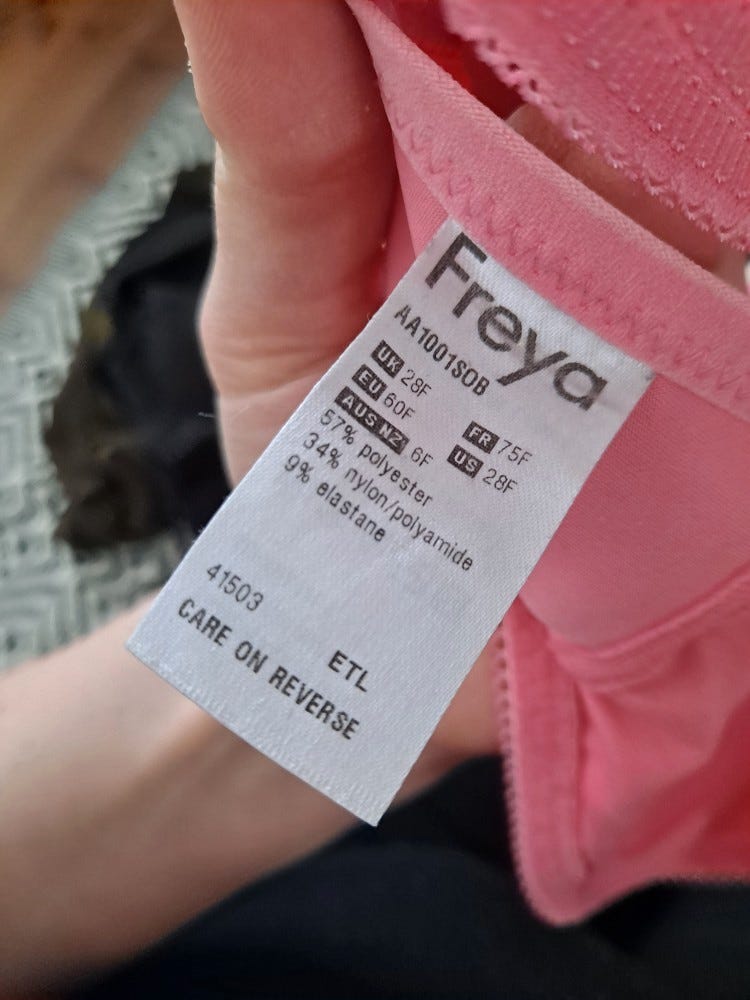 Freya
AA1001SOB
UK 28F
EU 60F FR 75F
AUS NZ 6F US 28F
57% polyester
34% nylon/polyamide
9% elastane
41503
ETL
CARE ON REVERSE